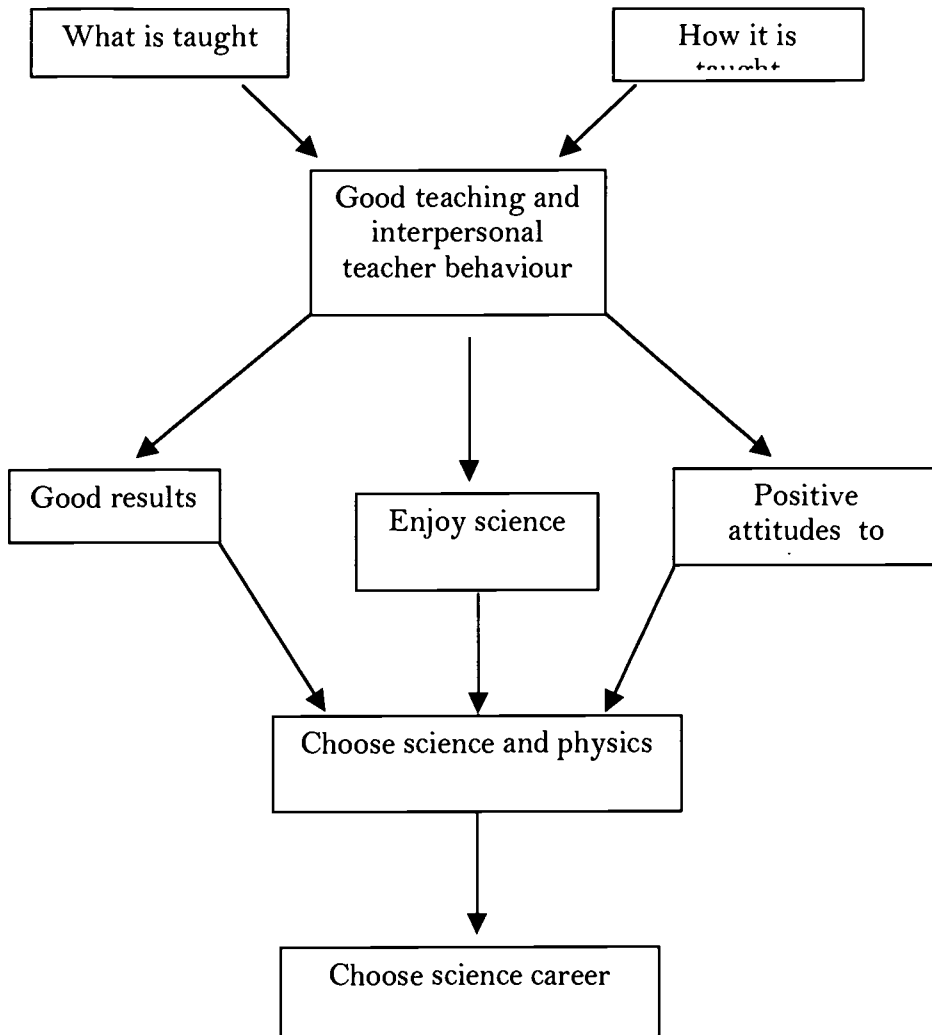 What is taught
How it is
taught
Good teaching and
interpersonal
teacher behaviour
Good results
Enjoy science
Positive
attitudes to
Choose science and physics
Choose science career